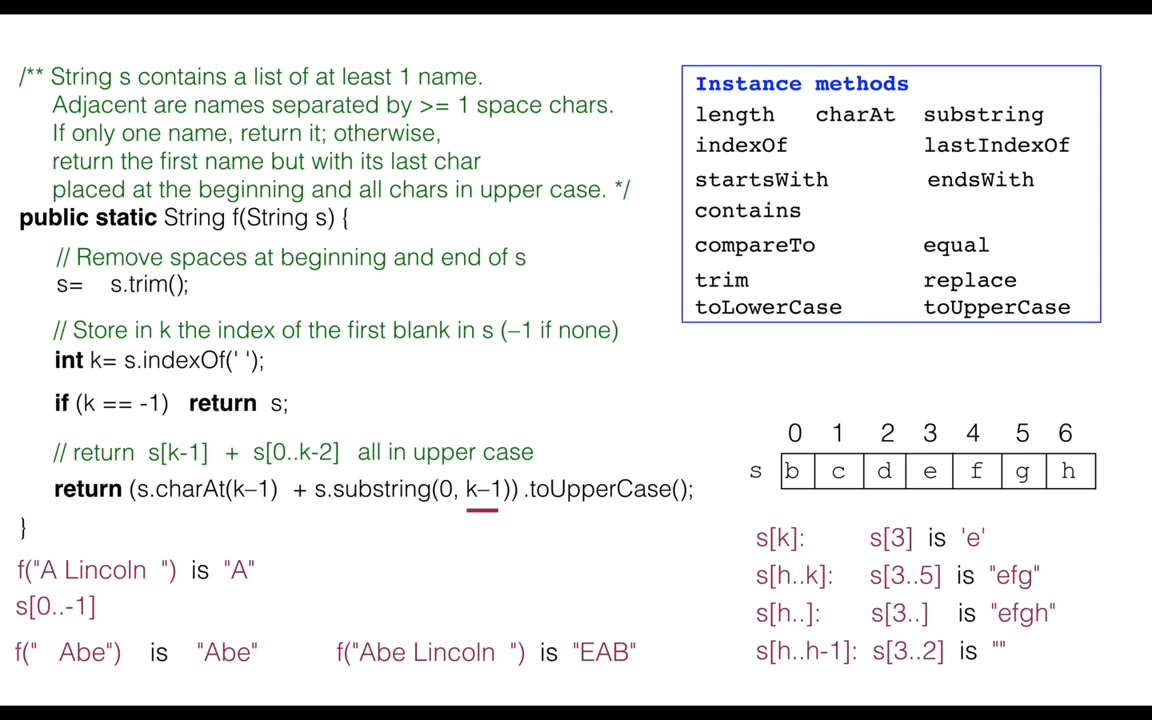 /** String s contains a list of at least 1 name.
Adjacent are names separated by >= 1 space chars.
If only one name, return it; otherwise,
return the first name but with its last char
placed at the beginning and all chars in upper case. */
public static String f(String s) {
// Remove spaces at beginning and end of s
s= s.trim();
// Store in k the index of the first blank in s (–1 if none)
int k= s.indexOf(' ');
if (k == -1) return s;
// return s[k-1] + s[0..k-2] all in upper case
return (s.charAt(k–1) + s.substring(0, k–1)) .toUpperCase();
}
f("A Lincoln ") is "A"
s[0..-1]
f(" Abe") is "Abe" f("Abe Lincoln ") is "EAB"
Instance methods
length charAt substring
indexOf lastIndexOf
startsWith endsWith
contains
compareTo equal
trim replace
toLowerCase toUpperCase
0 1 2 3 4 5 6
s b c d e f g h
s[k]: s[3] is 'e'
s[h..k]: s[3..5] is "efg"
s[h..]: s[3..] is "efgh"
s[h..h-1]: s[3..2] is ""